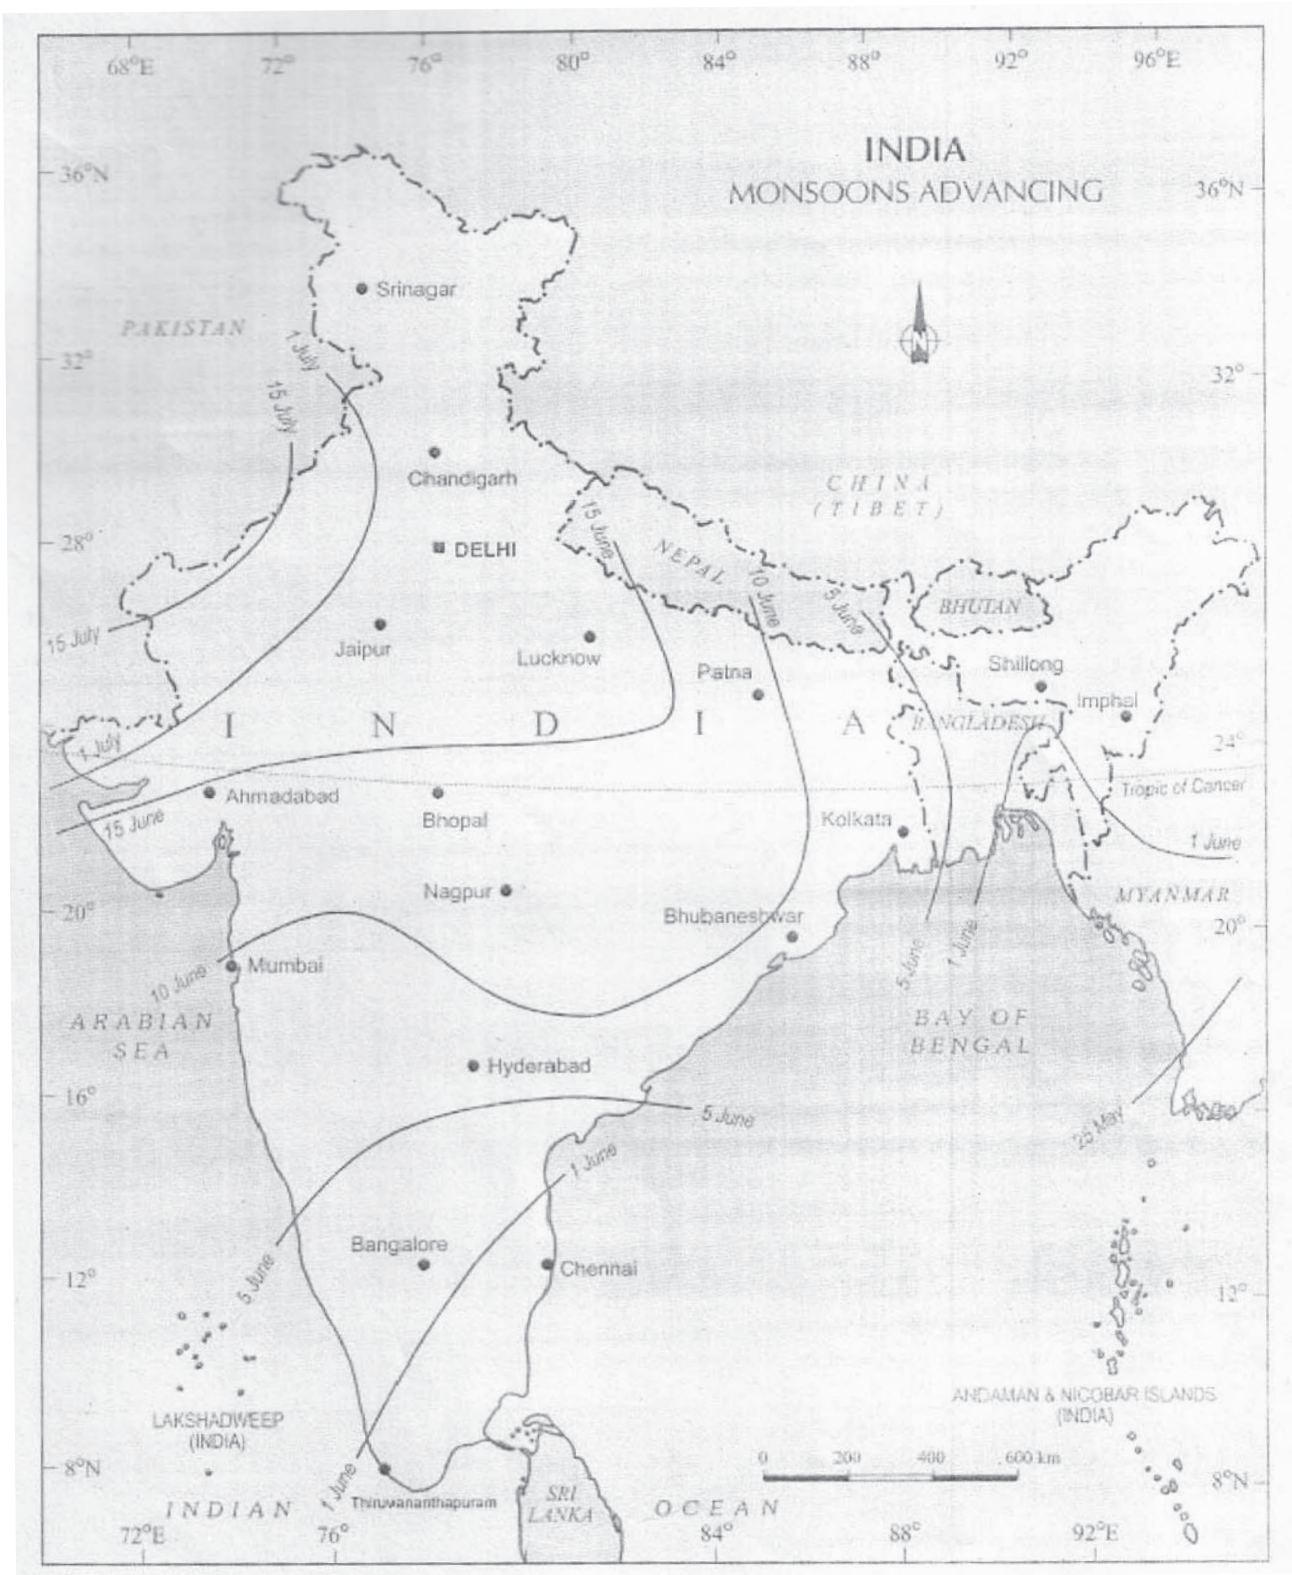 68°E 72° 76° 80° 84° 88° 92° 96°E
INDIA
MONSOONS ADVANCING
36°N
36°N
Srinagar
PAKISTAN
1 July
32°
32°
15 July
Chandigarh
CHINA
(TIBET)
15 June
28°
DELHI
NEPAL
10 June
5 June
BHUTAN
15 July
Jaipur
Lucknow
Patna
Shillong
Imphal
INDIA
BANGLADESH
1 July
24°
Tropic of Cancer
Ahmadabad
15 June
Bhopal
Kolkata
1 June
Nagpur
MYANMAR
20°
Bhubaneshwar
20°
5 June
1 June
10 June
Mumbai
ARABIAN
SEA
BAY OF
BENGAL
Hyderabad
16°
5 June
25 May
1 June
Bangalore
Chennai
5 June
12°
12°
LAKSHADWEEP
(INDIA)
ANDAMAN & NICOBAR ISLANDS
(INDIA)
0 200 400 600 km
8°N
8°N
1 June
Thiruvananthapuram
SRI
LANKA
INDIAN OCEAN
72°E 76° 84° 88° 92°E